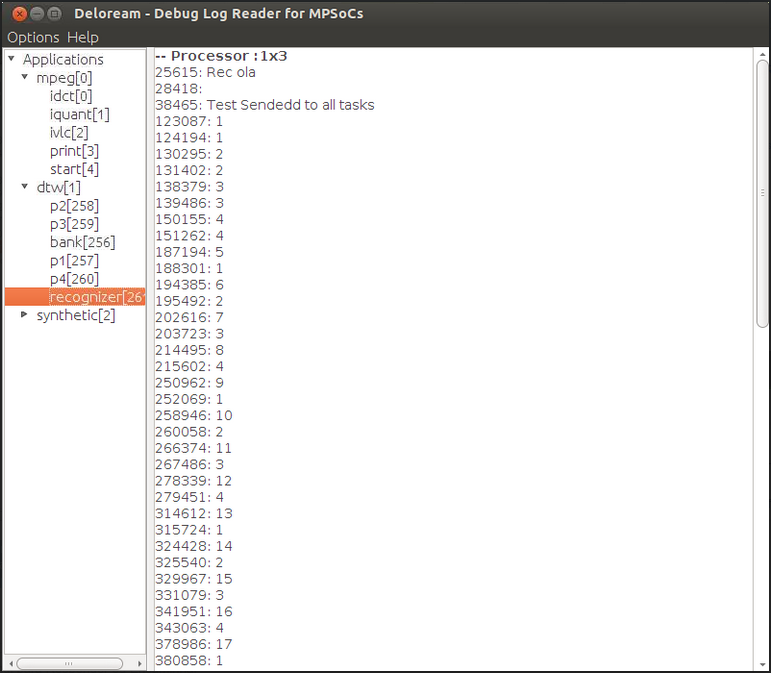 Deloream - Debug Log Reader for MPSoCs
Options Help
Applications
mpeg[0]
idct[0]
iquant[1]
ivlc[2]
print[3]
start[4]
dtw[1]
p2[258]
p3[259]
bank[256]
p1[257]
p4[260]
recognizer[261
synthetic[2]
-- Processor :1x3
25615: Rec ola
28418:
38465: Test Sendedd to all tasks
123087: 1
124194: 1
130295: 2
131402: 2
138379: 3
139486: 3
150155: 4
151262: 4
187194: 5
188301: 1
194385: 6
195492: 2
202616: 7
203723: 3
214495: 8
215602: 4
250962: 9
252069: 1
258946: 10
260058: 2
266374: 11
267486: 3
278339: 12
279451: 4
314612: 13
315724: 1
324428: 14
325540: 2
329967: 15
331079: 3
341951: 16
343063: 4
378986: 17
380858: 1